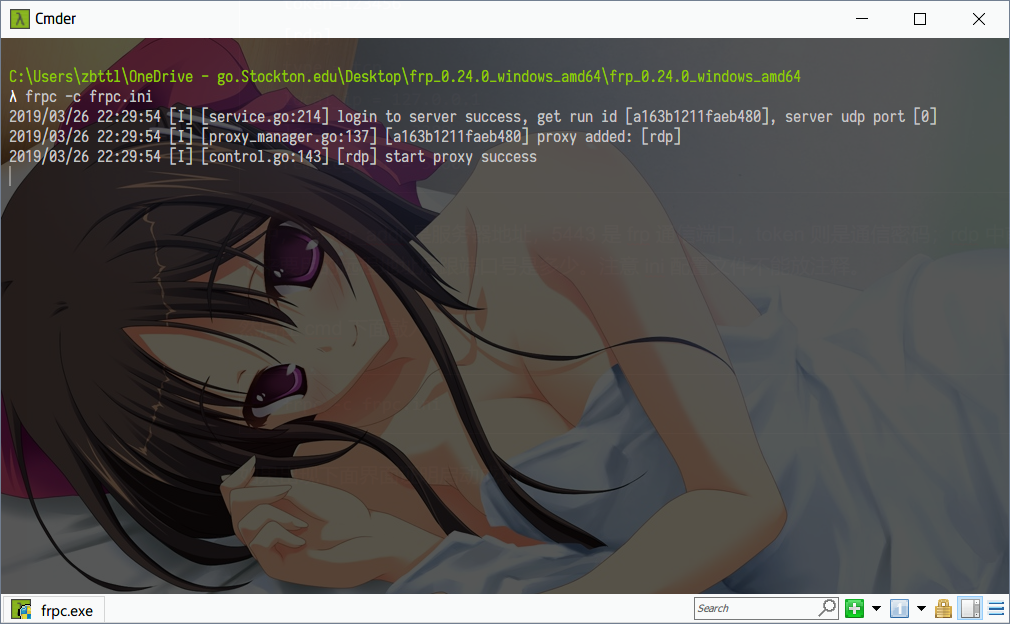 Cmder
C:\Users\zbttl\OneDrive - go.Stockton.edu\Desktop\frp_0.24.0_windows_amd64\frp_0.24.0_windows_amd64
λ frpc -c frpc.ini
2019/03/26 22:29:54 [I] [service.go:214] login to server success, get run id [a163b1211faeb480], server udp port [0]
2019/03/26 22:29:54 [I] [proxy_manager.go:137] [a163b1211faeb480] proxy added: [rdp]
2019/03/26 22:29:54 [I] [control.go:143] [rdp] start proxy success
frpc.exe
Search